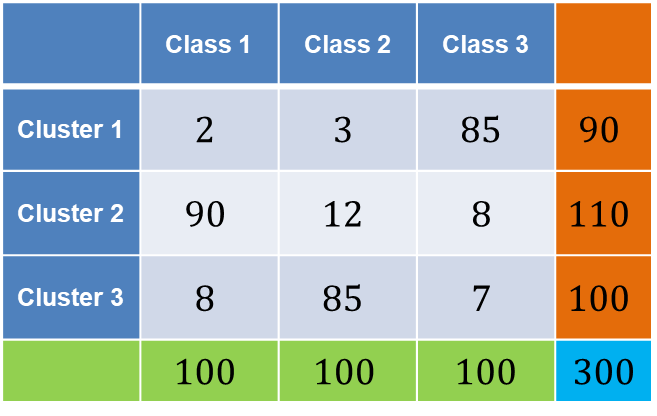 Class 1 Class 2 Class 3
Cluster 1 2 3 85 90
Cluster 2 90 12 8 110
Cluster 3 8 85 7 100
100 100 100 300